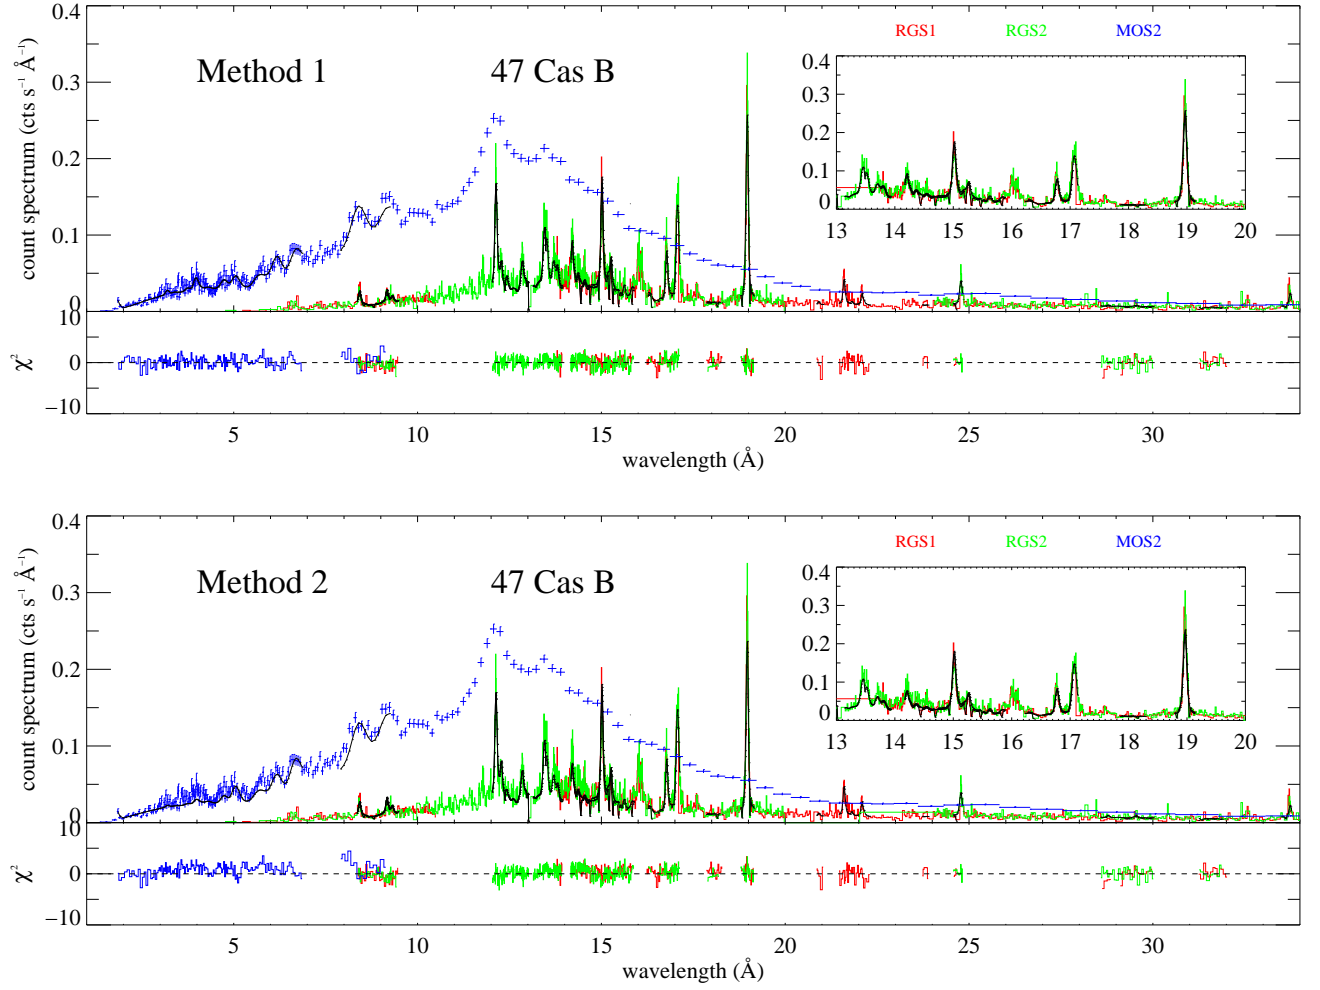 0.4
0.3
0.2
0.1
0
count spectrum (cts s⁻¹ Å⁻¹)
Method 1
47 Cas B
RGS1 RGS2 MOS2
0.4
0.3
0.2
0.1
0
13 14 15 16 17 18 19 20
10
0
−10
χ²
5 10 15 20 25 30
wavelength (Å)
0.4
0.3
0.2
0.1
0
count spectrum (cts s⁻¹ Å⁻¹)
Method 2
47 Cas B
RGS1 RGS2 MOS2
0.4
0.3
0.2
0.1
0
13 14 15 16 17 18 19 20
10
0
−10
χ²
5 10 15 20 25 30
wavelength (Å)